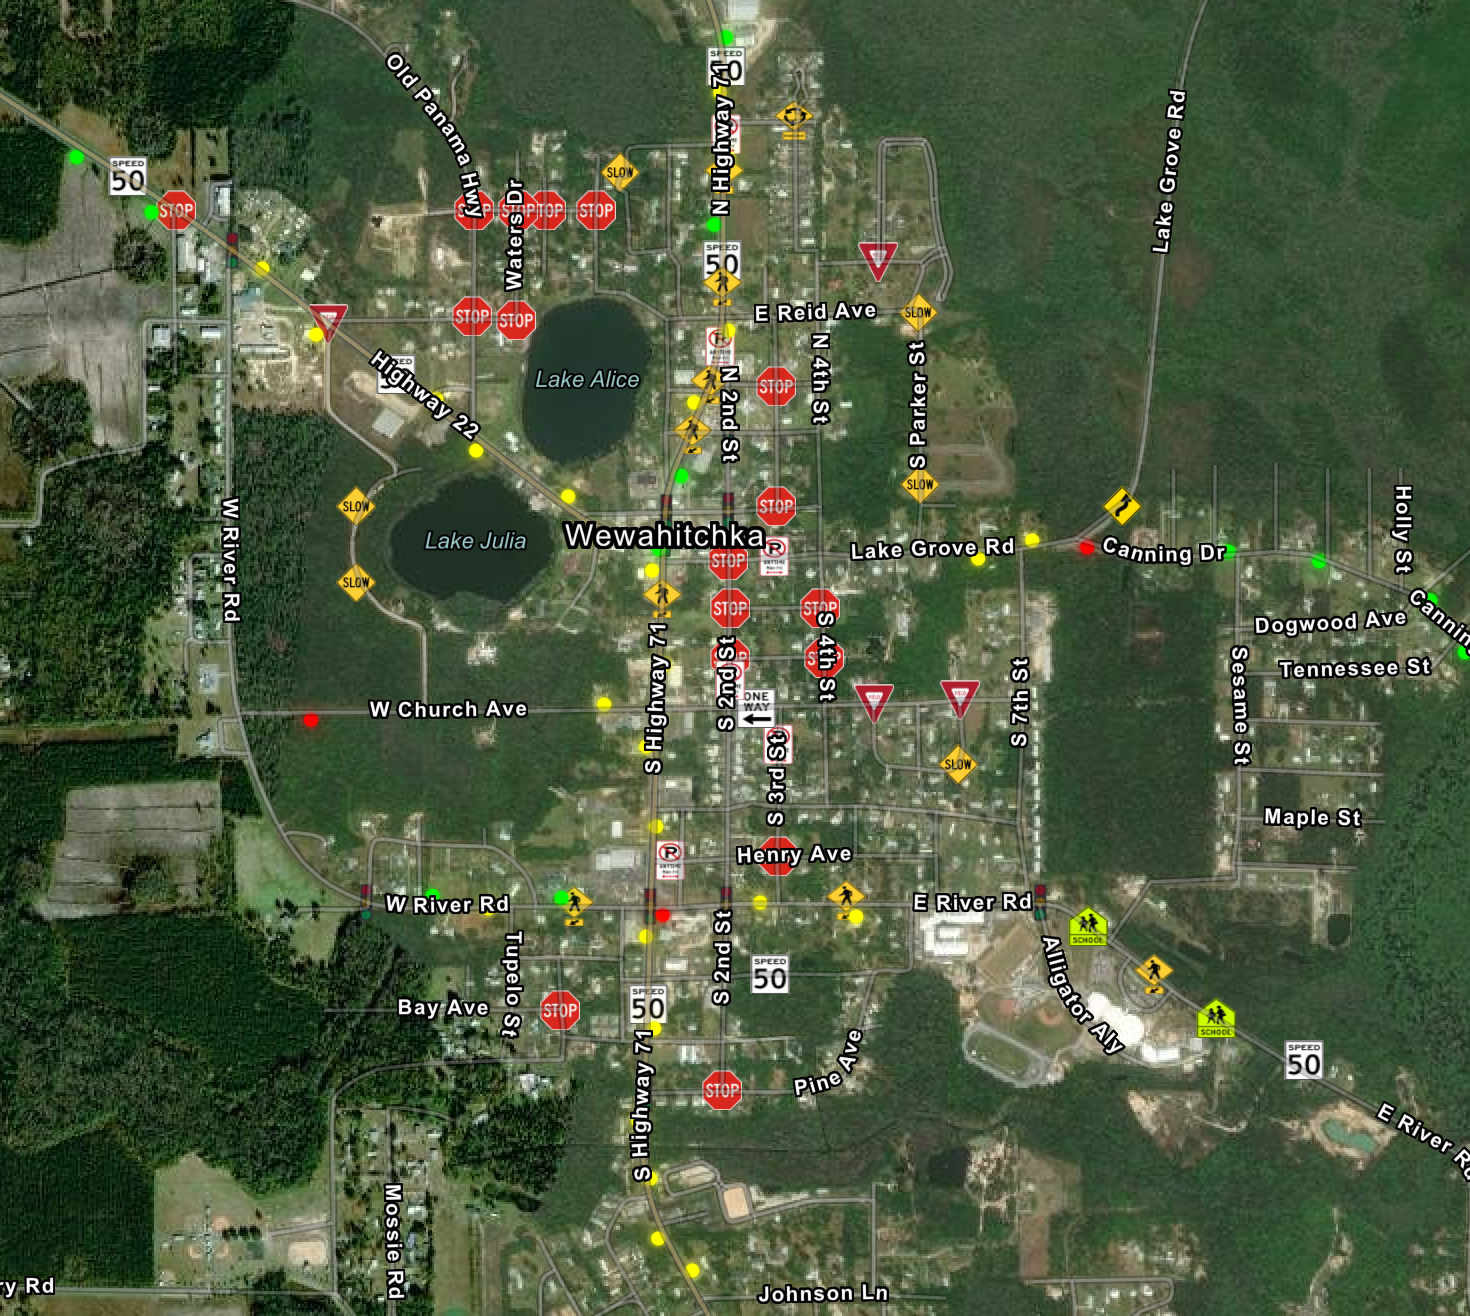 SPEED
50
N Highway 71
Old Panama Hwy
Lake Grove Rd
SLOW
SPEED
50
STOP
STOP
STOP
STOP
Waters Dr
SPEED
50
YIELD
E Reid Ave
SLOW
STOP
STOP
Highway 22
ANYTIME
N 2nd St
N 4th St
S Parker St
Lake Alice
STOP
SLOW
SLOW
STOP
Holly St
W River Rd
Lake Julia
Wewahitchka
STOP
Lake Grove Rd
Canning Dr
SLOW
STOP
STOP
S 4th St
Dogwood Ave
Canning
Tennessee St
S Highway 71
S 2nd St
Sesame St
S 7th St
W Church Ave
ONE
WAY
YIELD
YIELD
S 3rd St
SLOW
Maple St
ANYTIME
Henry Ave
W River Rd
E River Rd
SCHOOL
Tupelo St
S 2nd St
SPEED
50
Alligator Aly
Bay Ave
STOP
SPEED
50
SCHOOL
SPEED
50
S Highway 71
STOP
Pine Ave
E River Rd
Mossie Rd
ry Rd
Johnson Ln